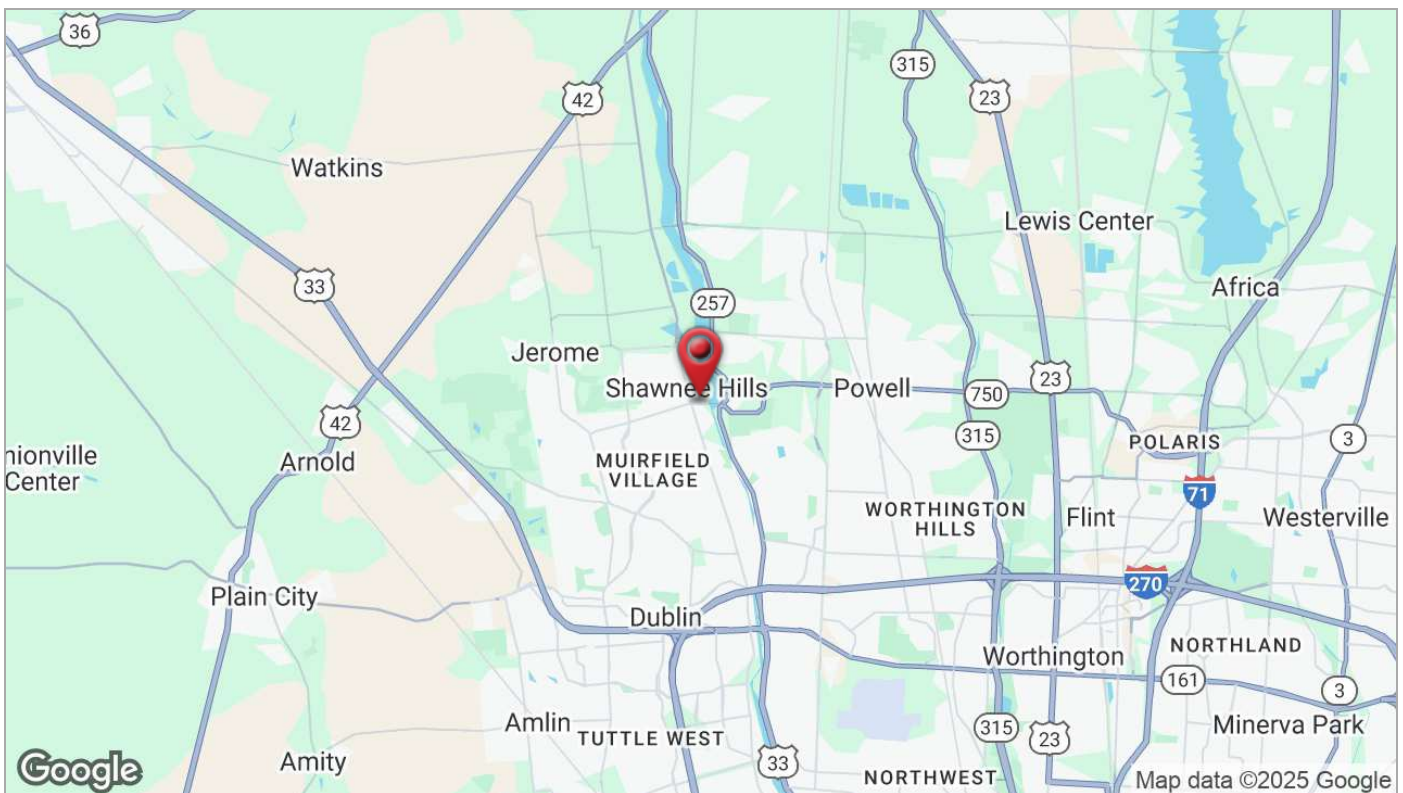 36
315
42
23
Watkins
Lewis Center
33
257
Africa
Jerome
Shawnee Hills
Powell
23
750
42
315
POLARIS
3
nionville
Center
Arnold
MUIRFIELD
VILLAGE
71
WORTHINGTON
HILLS
Flint
Westerville
270
Plain City
Dublin
NORTHLAND
Worthington
161
3
Amlin
TUTTLE WEST
315
23
Minerva Park
Amity
33
NORTHWEST
Google
Map data ©2025 Google